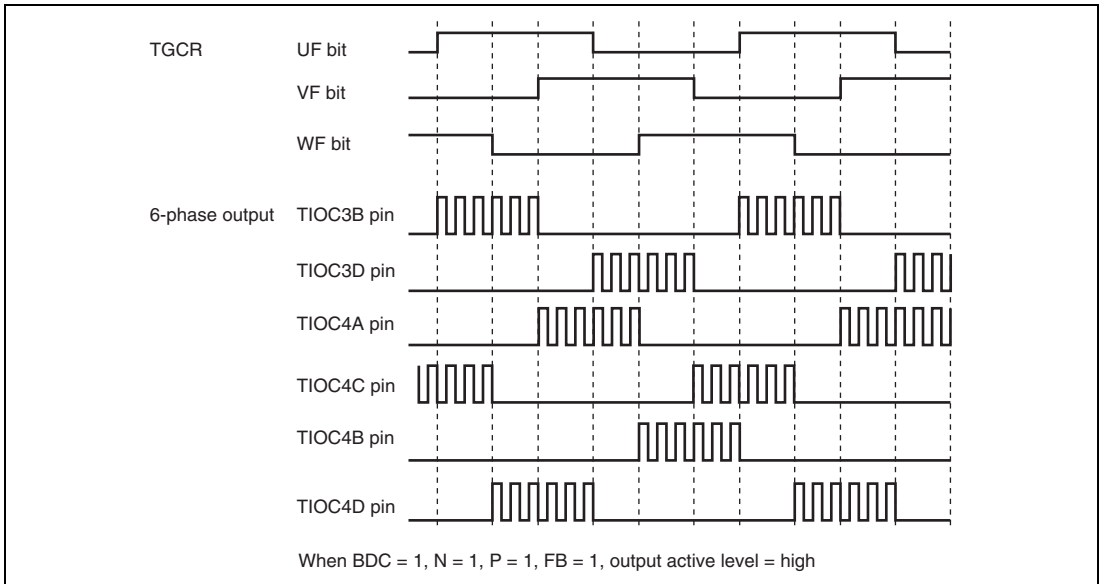 TGCR UF bit
VF bit
WF bit
6-phase output TIOC3B pin
TIOC3D pin
TIOC4A pin
TIOC4C pin
TIOC4B pin
TIOC4D pin
When BDC = 1, N = 1, P = 1, FB = 1, output active level = high